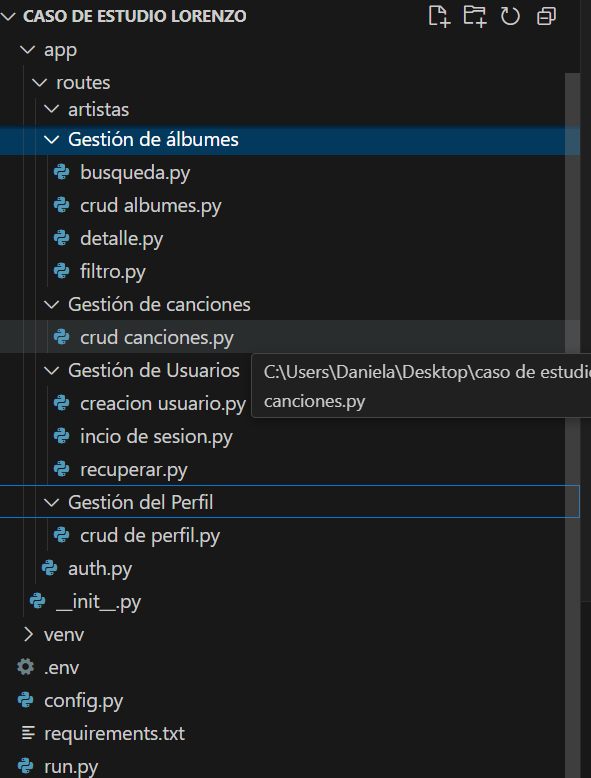 CASO DE ESTUDIO LORENZO
app
routes
artistas
Gestión de álbumes
busqueda.py
crud albumes.py
detalle.py
filtro.py
Gestión de canciones
crud canciones.py
Gestión de Usuarios
C:\Users\Daniela\Desktop\caso de estudio
canciones.py
creacion usuario.py
incio de sesion.py
recuperar.py
Gestión del Perfil
crud de perfil.py
auth.py
__init__.py
venv
.env
config.py
requirements.txt
run.py